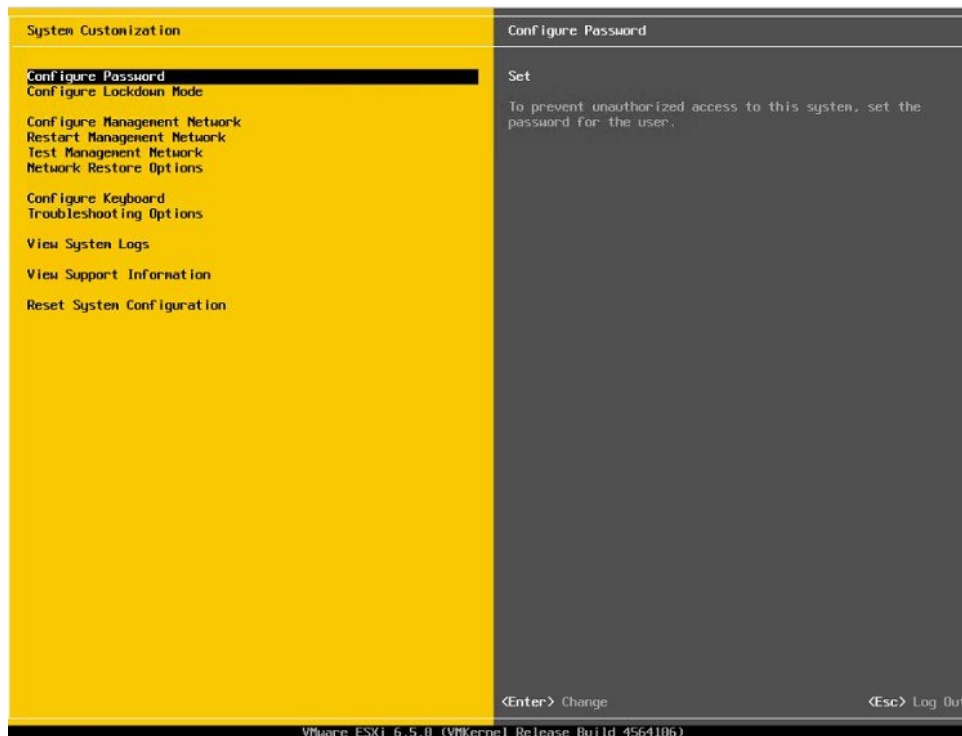 System Customization
Configure Password
Configure Lockdown Mode
Configure Management Network
Restart Management Network
Test Management Network
Network Restore Options
Configure Keyboard
Troubleshooting Options
View System Logs
View Support Information
Reset System Configuration
Configure Password
Set
To prevent unauthorized access to this system, set the
password for the user.
<Enter> Change
<Esc> Log Out
VMware ESXi 6.5.0 (VMKernel Release Build 4564106)